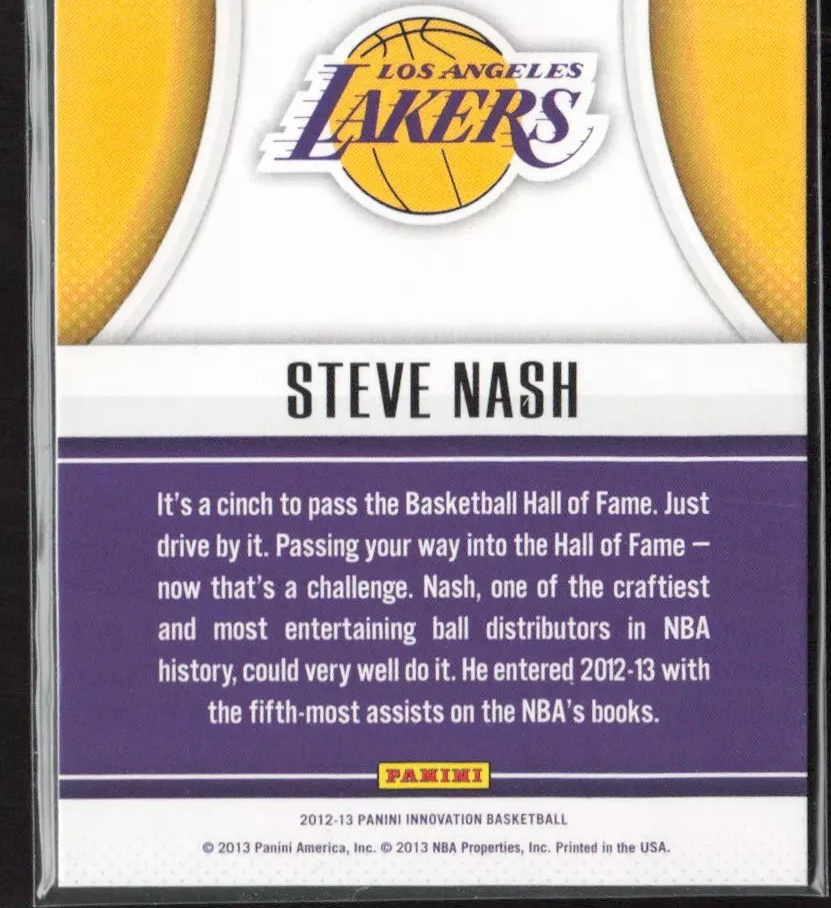 LOS ANGELES
LAKERS
STEVE NASH
It's a cinch to pass the Basketball Hall of Fame. Just
drive by it. Passing your way into the Hall of Fame –
now that's a challenge. Nash, one of the craftiest
and most entertaining ball distributors in NBA
history, could very well do it. He entered 2012-13 with
the fifth-most assists on the NBA's books.
PANINI
2012-13 PANINI INNOVATION BASKETBALL
© 2013 Panini America, Inc. © 2013 NBA Properties, Inc. Printed in the USA.